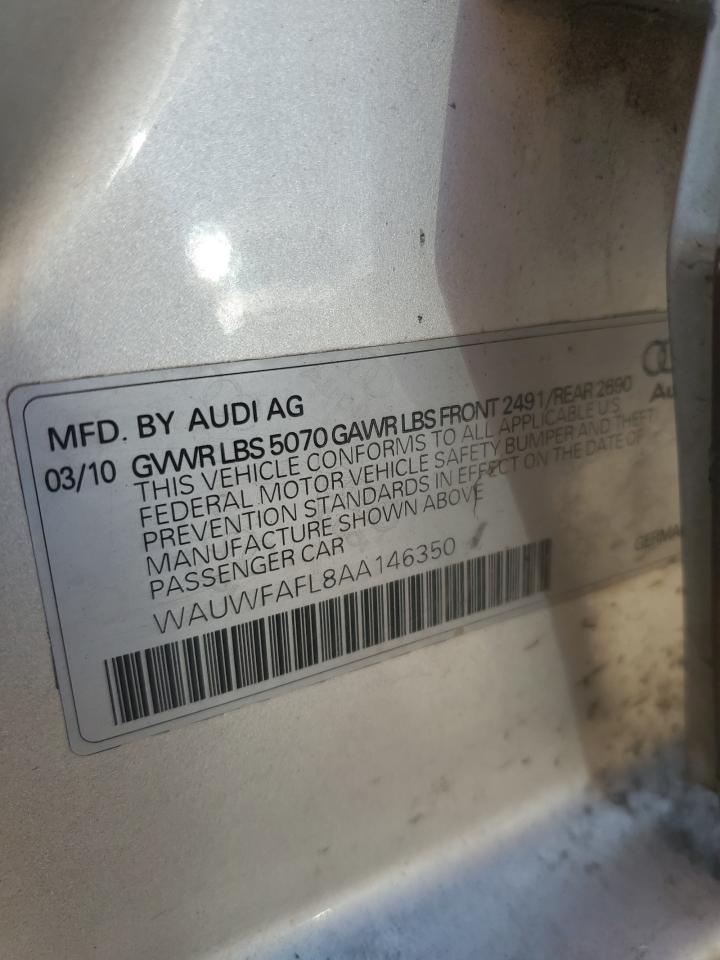 MFD. BY AUDI AG
03/10 GVWR LBS 5070 GAWR LBS FRONT 2491/REAR 2690
THIS VEHICLE CONFORMS TO ALL APPLICABLE U.S.
FEDERAL MOTOR VEHICLE SAFETY BUMPER AND THEFT
PREVENTION STANDARDS IN EFFECT ON THE DATE OF
MANUFACTURE SHOWN ABOVE
PASSENGER CAR
WAUWFAFL8AA146350